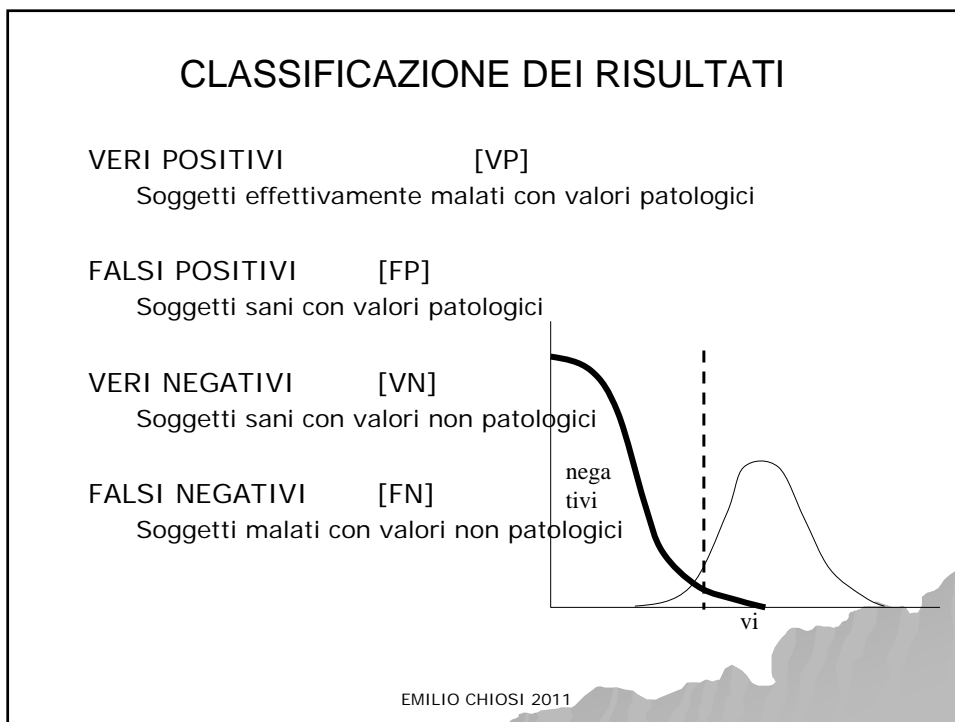 CLASSIFICAZIONE DEI RISULTATI
VERI POSITIVI [VP]
Soggetti effettivamente malati con valori patologici
FALSI POSITIVI [FP]
Soggetti sani con valori patologici
VERI NEGATIVI [VN]
Soggetti sani con valori non patologici
FALSI NEGATIVI [FN]
Soggetti malati con valori non patologici
nega
tivi
vi
EMILIO CHIOSI 2011